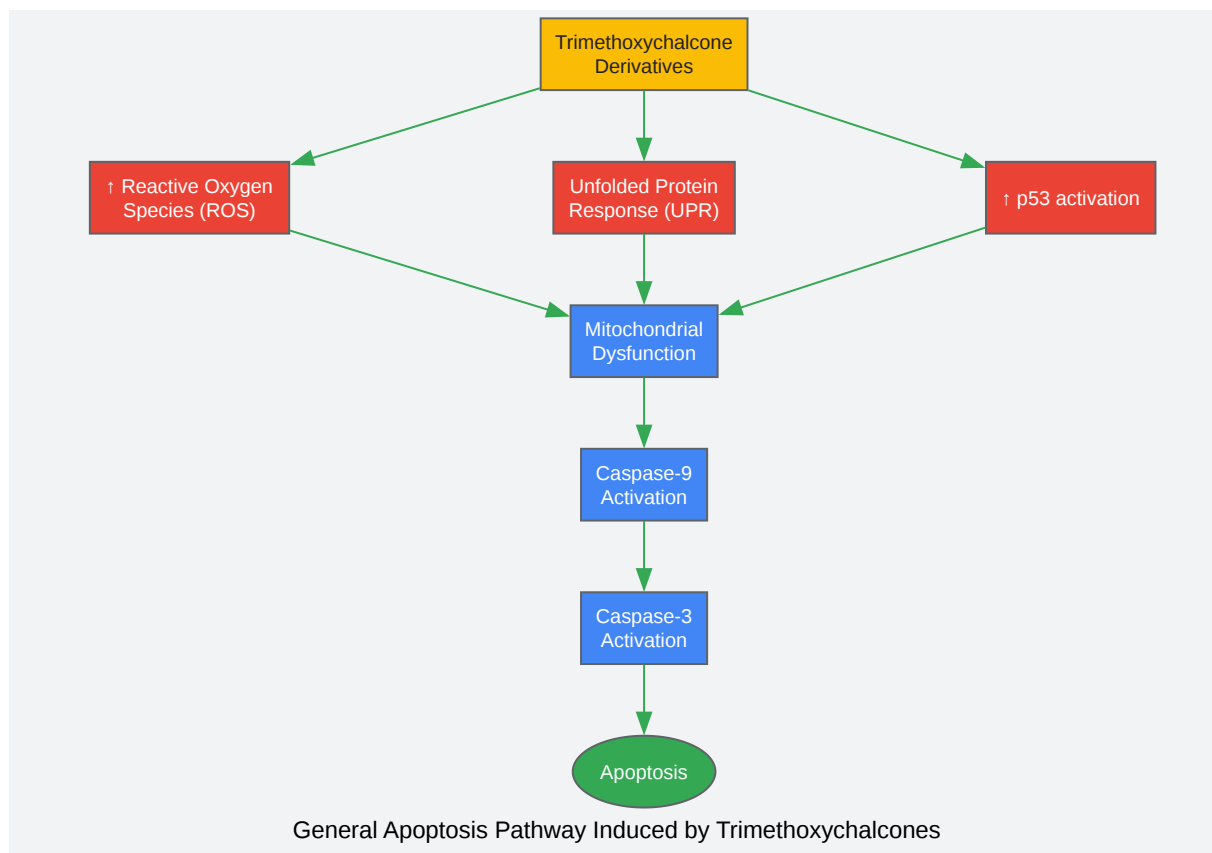 Trimethoxychalcone
Derivatives
↑ Reactive Oxygen
Species (ROS)
Unfolded Protein
Response (UPR)
↑ p53 activation
Mitochondrial
Dysfunction
Caspase-9
Activation
Caspase-3
Activation
Apoptosis
General Apoptosis Pathway Induced by Trimethoxychalcones